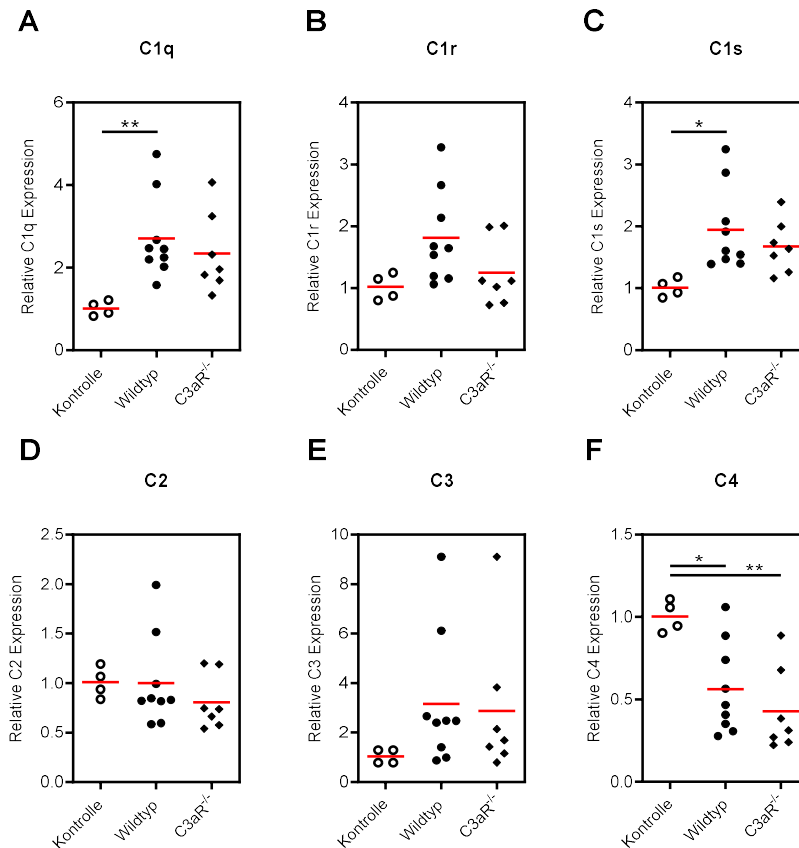 A
C1q
Relative C1q Expression
6
4
2
0
**
Kontrolle
Wildtyp
C3aR-/-
B
C1r
Relative C1r Expression
4
3
2
1
0
Kontrolle
Wildtyp
C3aR-/-
C
C1s
Relative C1s Expression
4
3
2
1
0
*
Kontrolle
Wildtyp
C3aR-/-
D
C2
Relative C2 Expression
2.5
2.0
1.5
1.0
0.5
0.0
Kontrolle
Wildtyp
C3aR-/-
E
C3
Relative C3 Expression
10
8
6
4
2
0
Kontrolle
Wildtyp
C3aR-/-
F
C4
Relative C4 Expression
1.5
1.0
0.5
0.0
*
**
Kontrolle
Wildtyp
C3aR-/-